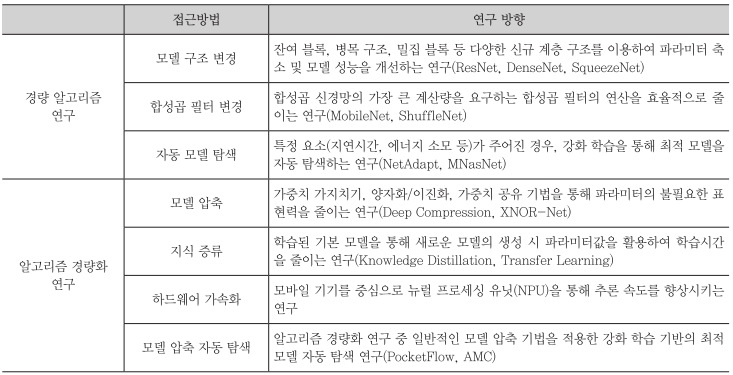 접근방법 연구 방향
경량 알고리즘
연구
모델 구조 변경
잔여 블록, 병목 구조, 밀집 블록 등 다양한 신규 계층 구조를 이용하여 파라미터 축
소 및 모델 성능을 개선하는 연구(ResNet, DenseNet, SqueezeNet)
합성곱 필터 변경
합성곱 신경망의 가장 큰 계산량을 요구하는 합성곱 필터의 연산을 효율적으로 줄
이는 연구(MobileNet, ShuffleNet)
자동 모델 탐색
특정 요소(지연시간, 에너지 소모 등)가 주어진 경우, 강화 학습을 통해 최적 모델을
자동 탐색하는 연구(NetAdapt, MNasNet)
알고리즘 경량화
연구
모델 압축
가중치 가지치기, 양자화/이진화, 가중치 공유 기법을 통해 파라미터의 불필요한 표
현력을 줄이는 연구(Deep Compression, XNOR-Net)
지식 증류
학습된 기본 모델을 통해 새로운 모델의 생성 시 파라미터값을 활용하여 학습시간
을 줄이는 연구(Knowledge Distillation, Transfer Learning)
하드웨어 가속화
모바일 기기를 중심으로 뉴럴 프로세싱 유닛(NPU)을 통해 추론 속도를 향상시키는
연구
모델 압축 자동 탐색
알고리즘 경량화 연구 중 일반적인 모델 압축 기법을 적용한 강화 학습 기반의 최적
모델 자동 탐색 연구(PocketFlow, AMC)